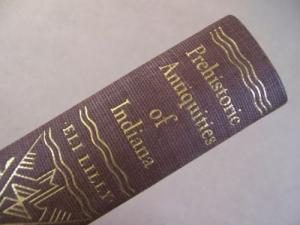 Prehistoric
Antiquities
of
Indiana
ELI LILLY